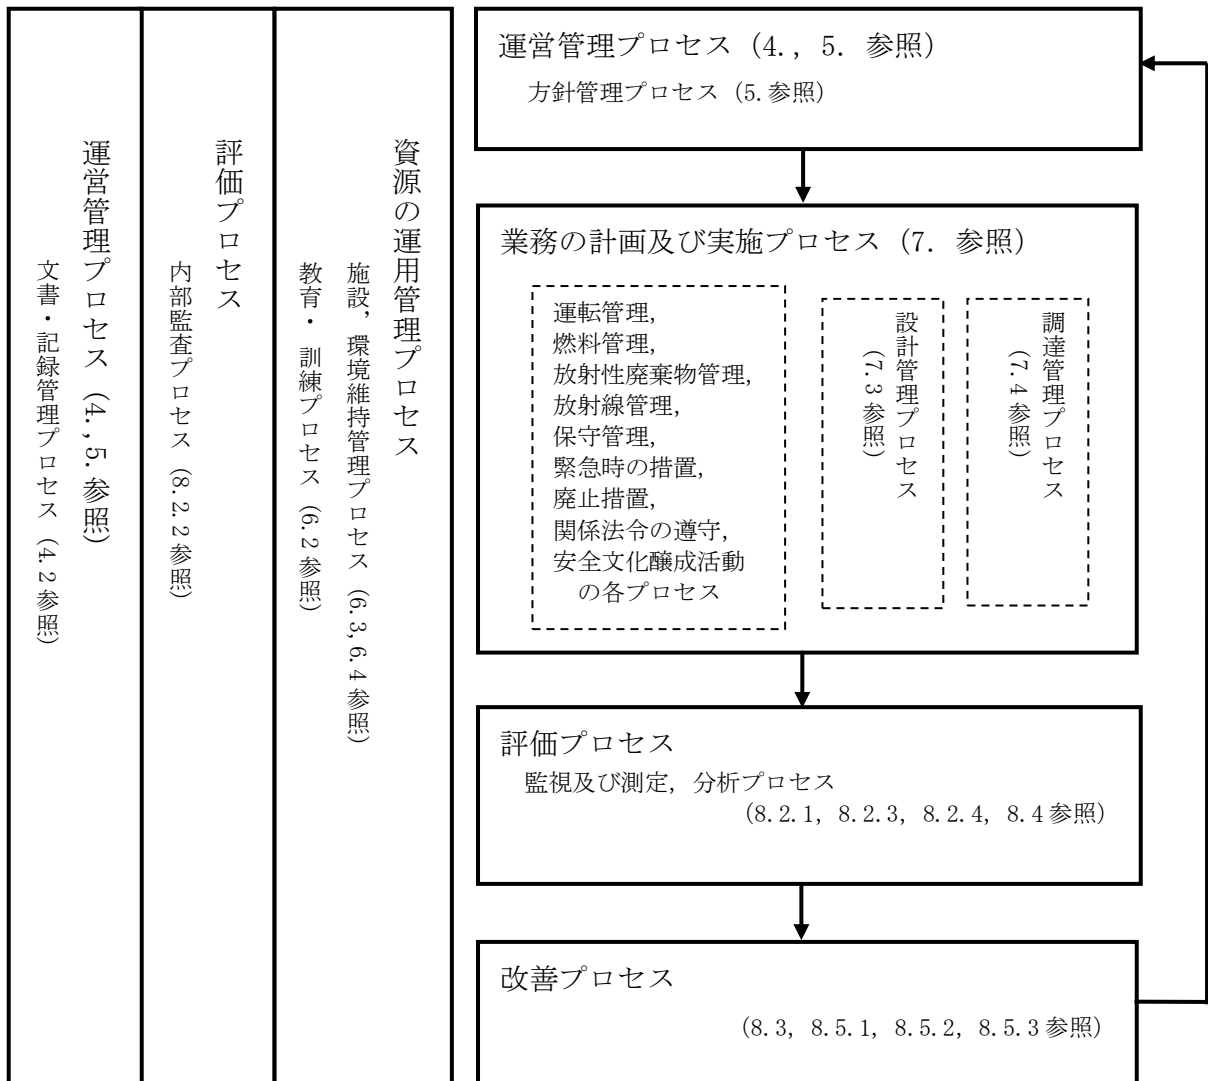 運営管理プロセス（4.,5.参照）
文書・記録管理プロセス（4.2参照）
評価プロセス
内部監査プロセス（8.2.2参照）
資源の運用管理プロセス
施設，環境維持管理プロセス（6.3,6.4参照）
教育・訓練プロセス（6.2参照）
運営管理プロセス（4.，5．参照）
方針管理プロセス（5.参照）
業務の計画及び実施プロセス（7．参照）
運転管理，
燃料管理，
放射性廃棄物管理，
放射線管理，
保守管理，
緊急時の措置，
廃止措置，
関係法令の遵守，
安全文化醸成活動
の各プロセス
設計管理プロセス
（7.3参照）
調達管理プロセス
（7.4参照）
評価プロセス
監視及び測定，分析プロセス
（8.2.1，8.2.3，8.2.4，8.4参照）
改善プロセス
（8.3，8.5.1，8.5.2，8.5.3参照）